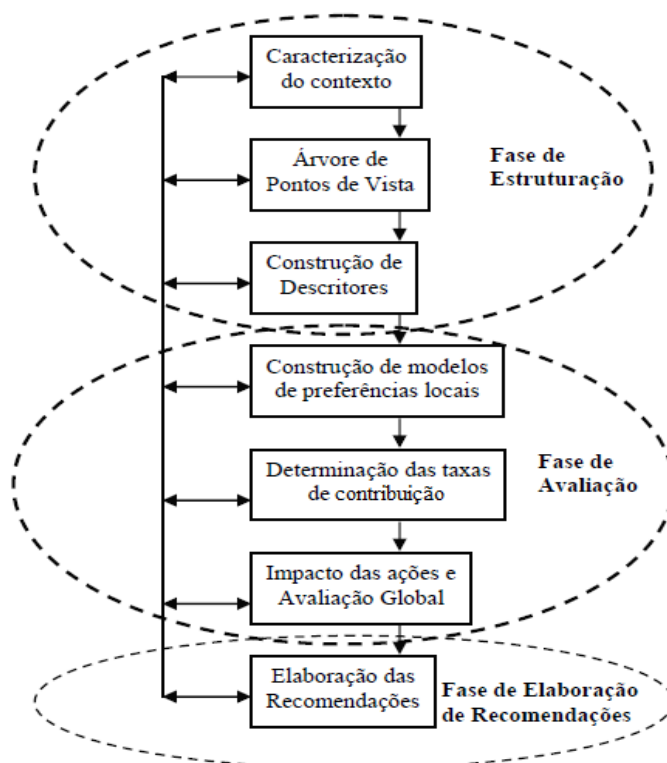 Caracterização
do contexto
Árvore de
Pontos de Vista
Fase de
Estruturação
Construção de
Descritores
Construção de modelos
de preferências locais
Determinação das taxas
de contribuição
Fase de
Avaliação
Impacto das ações e
Avaliação Global
Elaboração das
Recomendações
Fase de Elaboração
de Recomendações